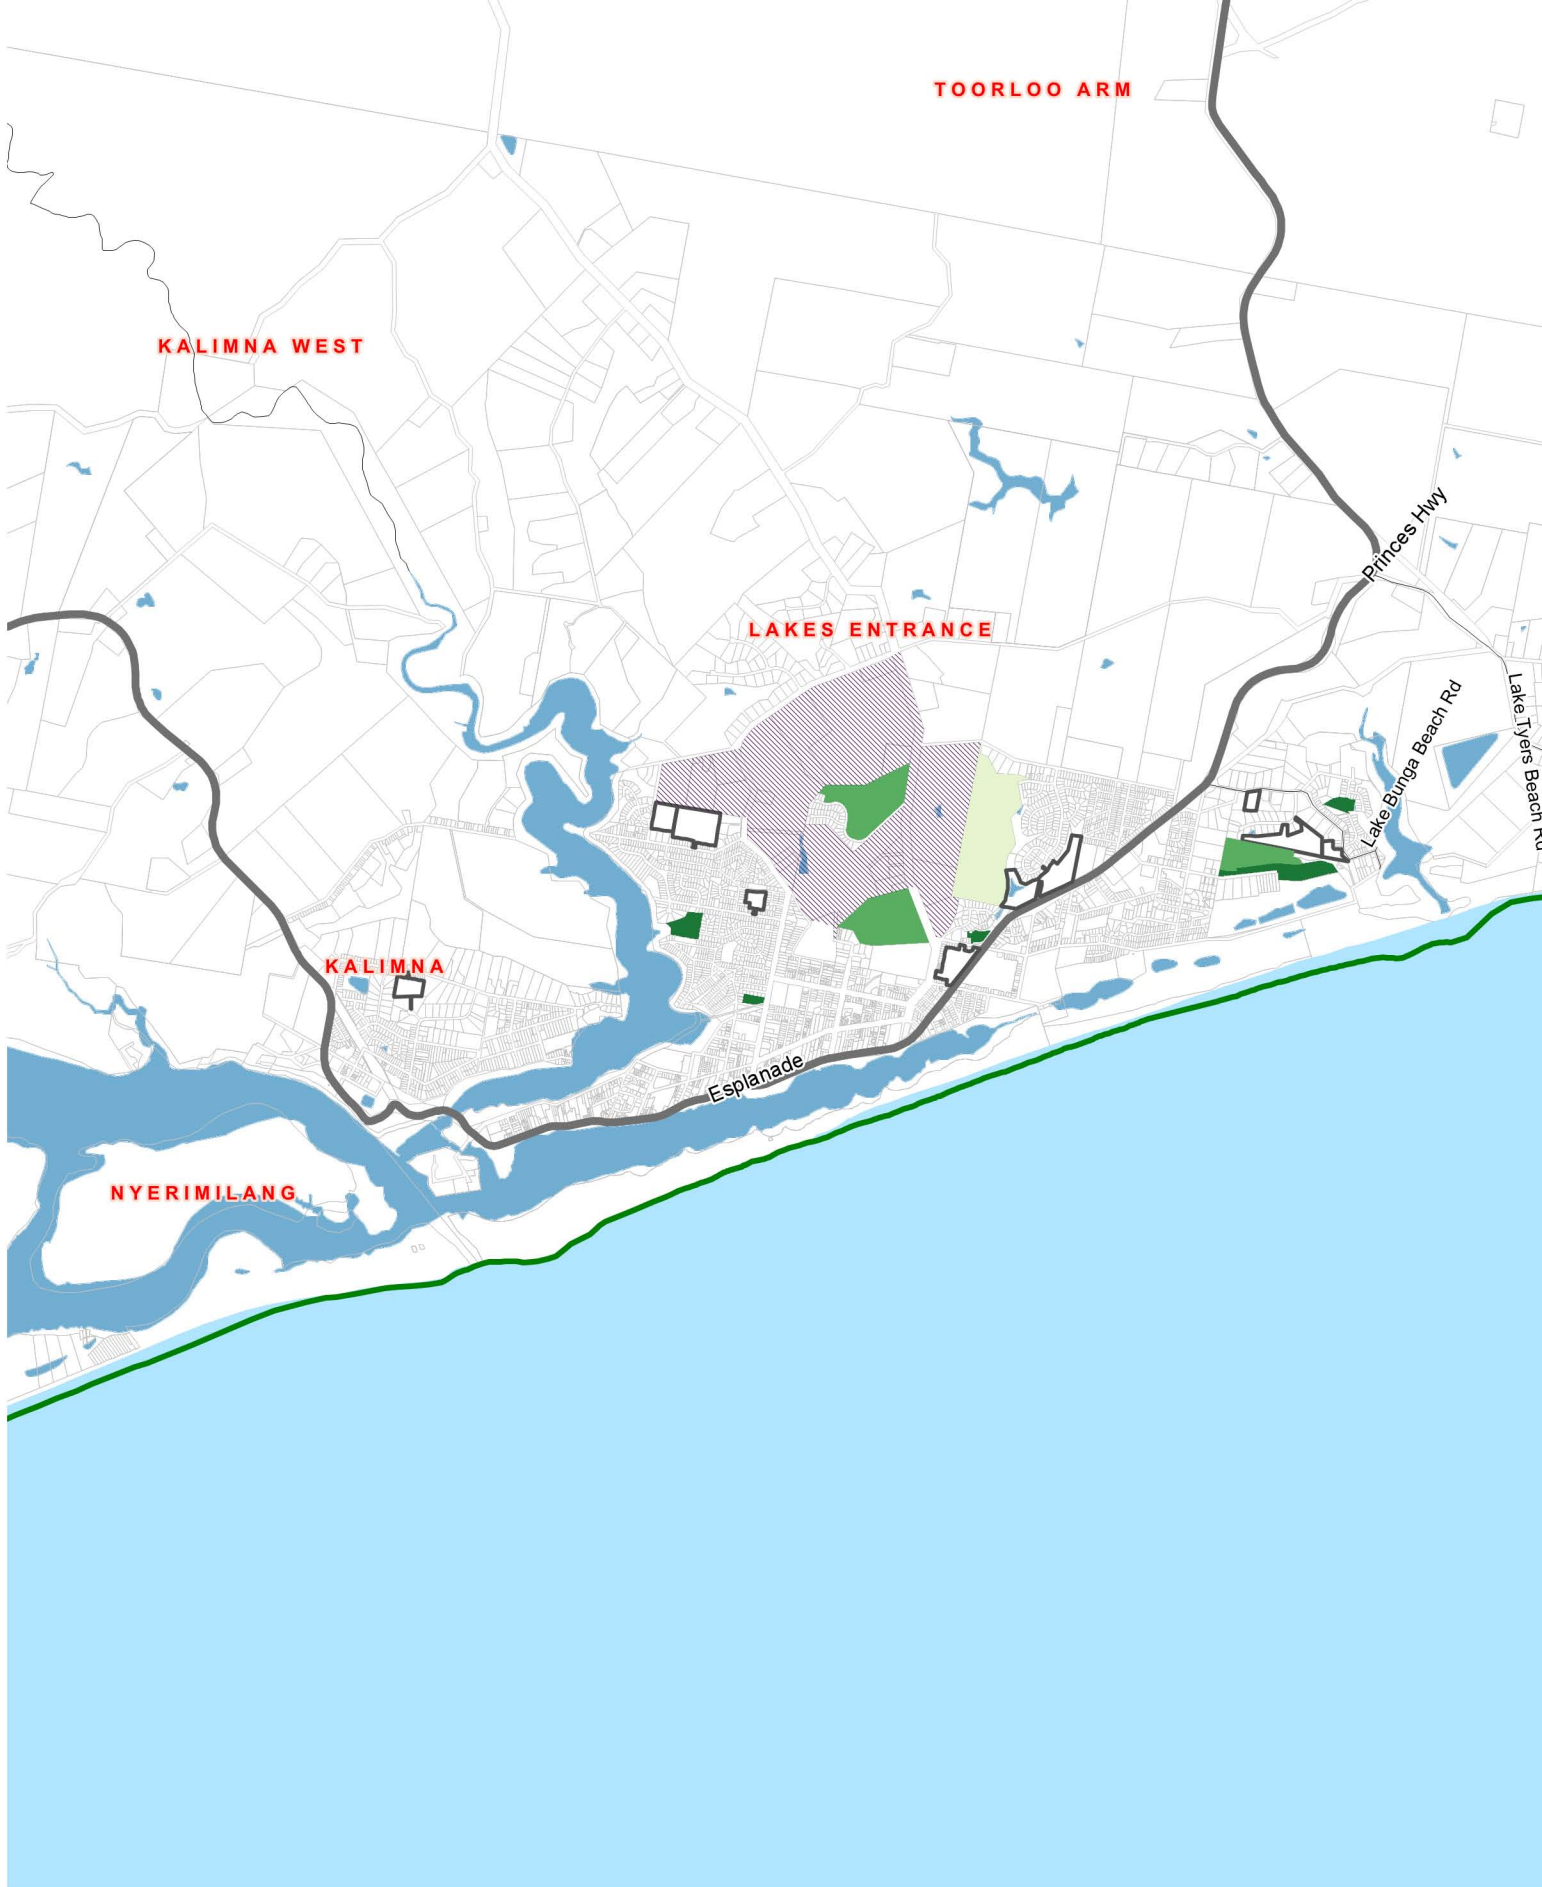 TOORLOO ARM
KALIMNA WEST
Princes Hwy
LAKES ENTRANCE
Lake Tyers Beach Rd
Lake Bunga Beach Rd
KALIMNA
Esplanade
NYERIMILANG